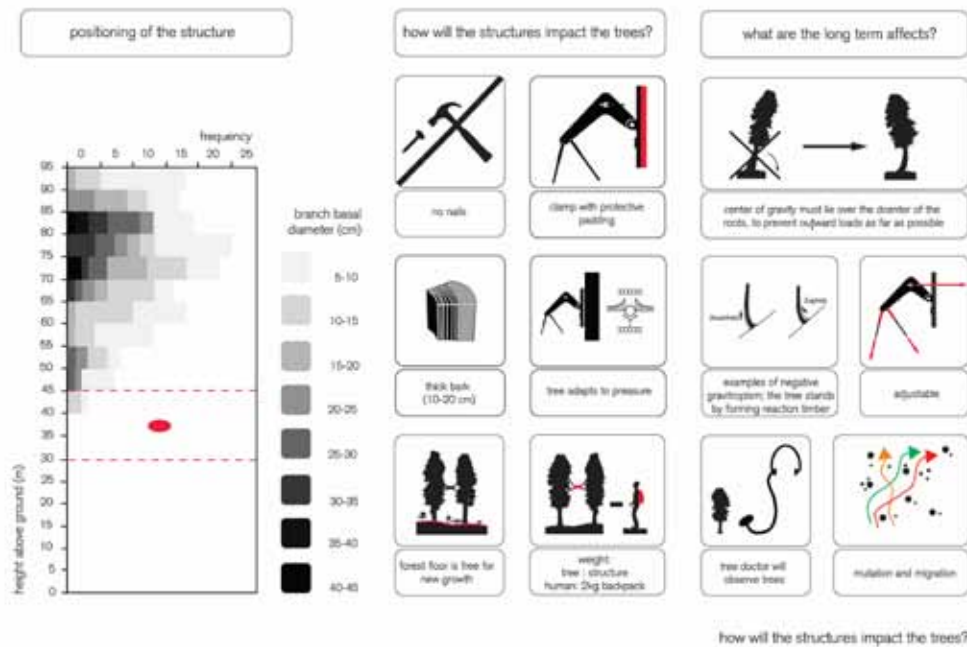 positioning of the structure
how will the structures impact the trees?
what are the long term affects?
frequency
0 5 10 15 20 25
95
90
85
80
75
70
65
60
55
50
45
40
35
30
25
20
15
10
5
0
height above ground (m)
branch basal
diameter (cm)
5-10
10-15
15-20
20-25
25-30
30-35
35-40
40-45
no nails
clamp with protective
padding
center of gravity must lie over the dcenter of the
roots, to prevent outward loads as far as possible
thick bark
(10-20 cm)
tree adapts to pressure
examples of negative
gravitropism; the tree stands
by forming reaction timber
adjustable
forest floor is free for
new growth
weight:
tree : structure
human: 2kg backpack
tree doctor will
observe trees
mutation and migration
how will the structures impact the trees?